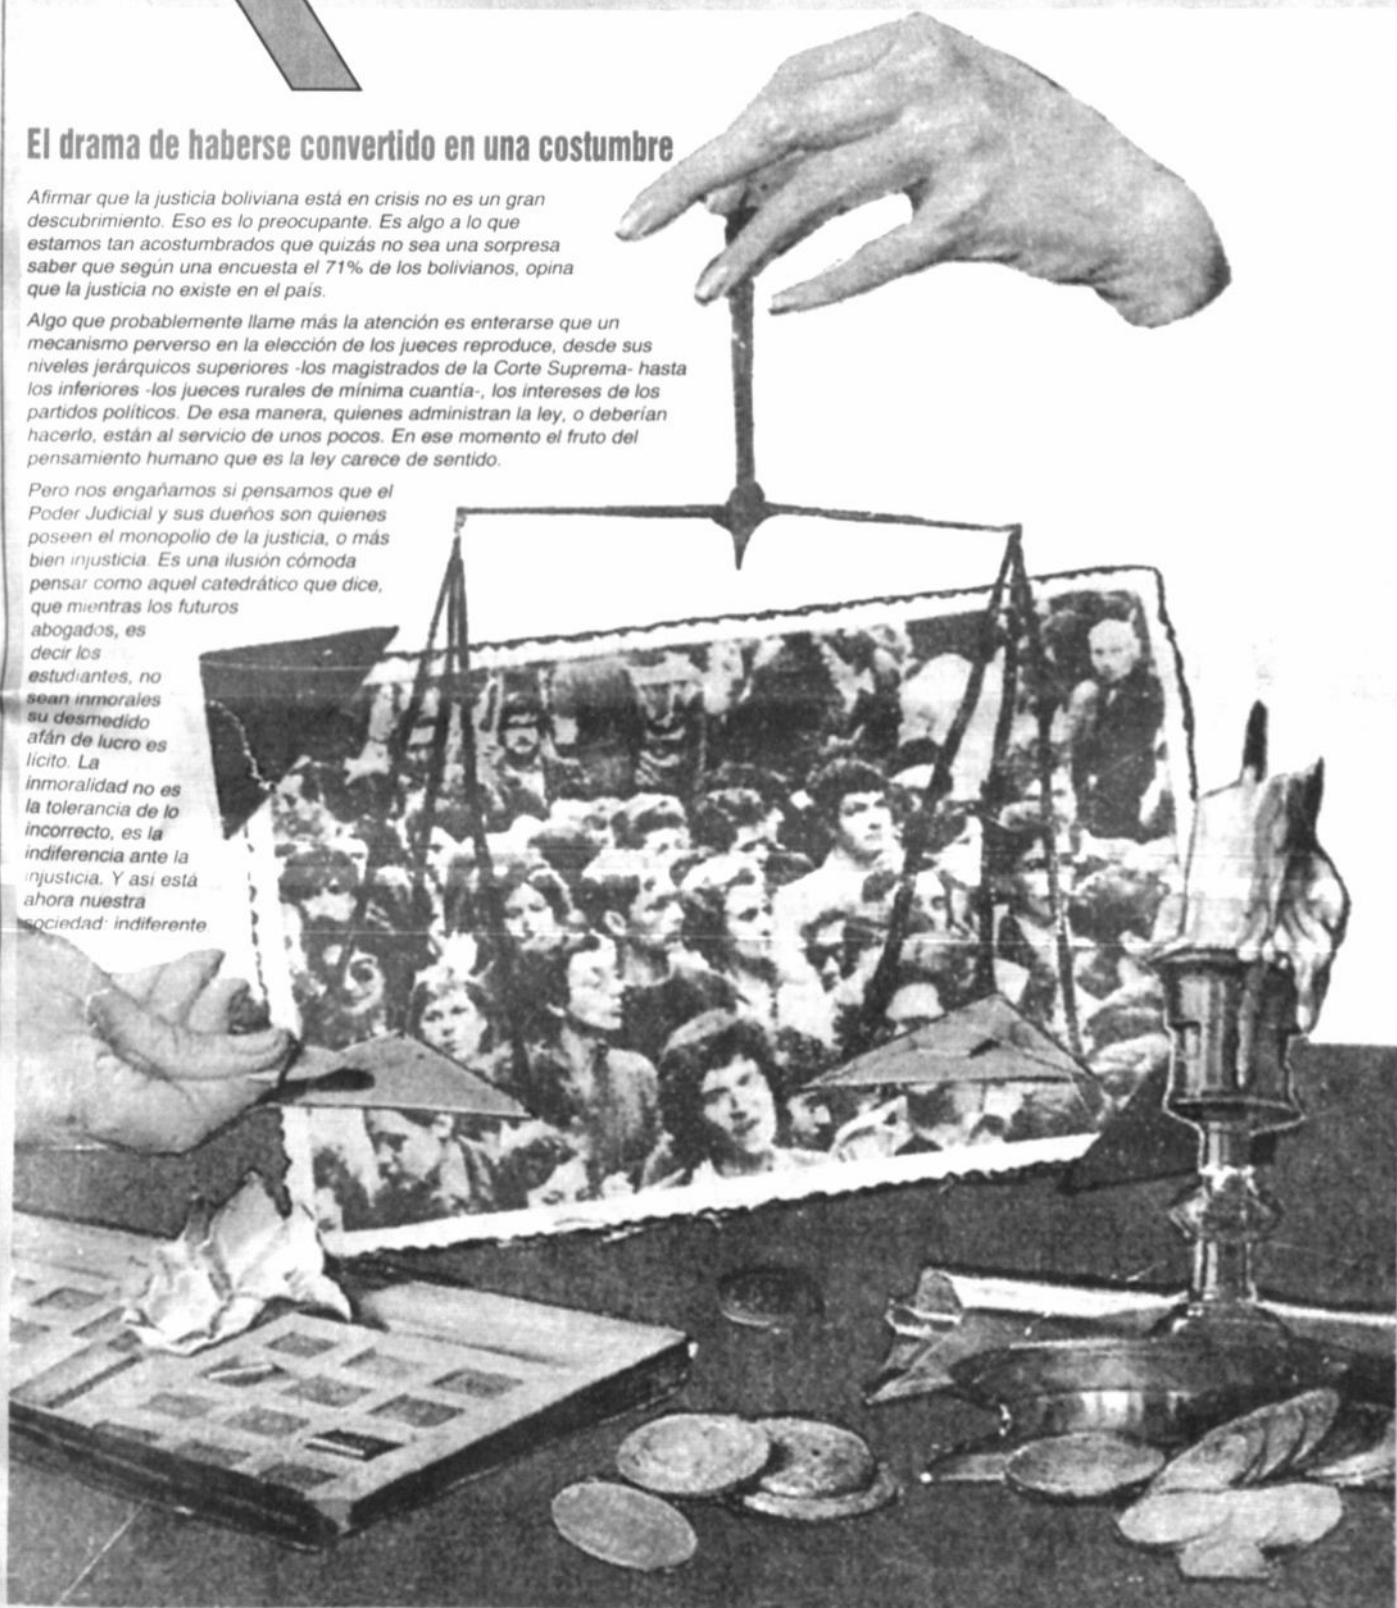 El drama de haberse convertido en una costumbre
Afirmar que la justicia boliviana está en crisis no es un gran
descubrimiento. Eso es lo preocupante. Es algo a lo que
estamos tan acostumbrados que quizás no sea una sorpresa
saber que según una encuesta el 71% de los bolivianos, opina
que la justicia no existe en el país.
Algo que probablemente llame más la atención es enterarse que un
mecanismo perverso en la elección de los jueces reproduce, desde sus
niveles jerárquicos superiores -los magistrados de la Corte Suprema- hasta
los inferiores -los jueces rurales de mínima cuantía-, los intereses de los
partidos políticos. De esa manera, quienes administran la ley, o deberían
hacerlo, están al servicio de unos pocos. En ese momento el fruto del
pensamiento humano que es la ley carece de sentido.
Pero nos engañamos si pensamos que el
Poder Judicial y sus dueños son quienes
poseen el monopolio de la justicia, o más
bien injusticia. Es una ilusión cómoda
pensar como aquel catedrático que dice,
que mientras los futuros
abogados, es
decir los
estudiantes, no
sean inmorales
su desmedido
afán de lucro es
lícito. La
inmoralidad no es
la tolerancia de lo
incorrecto, es la
indiferencia ante la
injusticia. Y así está
ahora nuestra
sociedad: indiferente